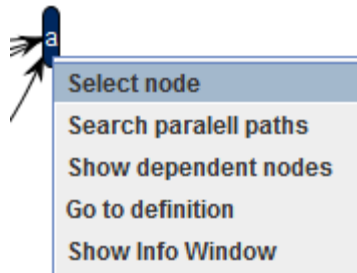 a
Select node
Search paralell paths
Show dependent nodes
Go to definition
Show Info Window